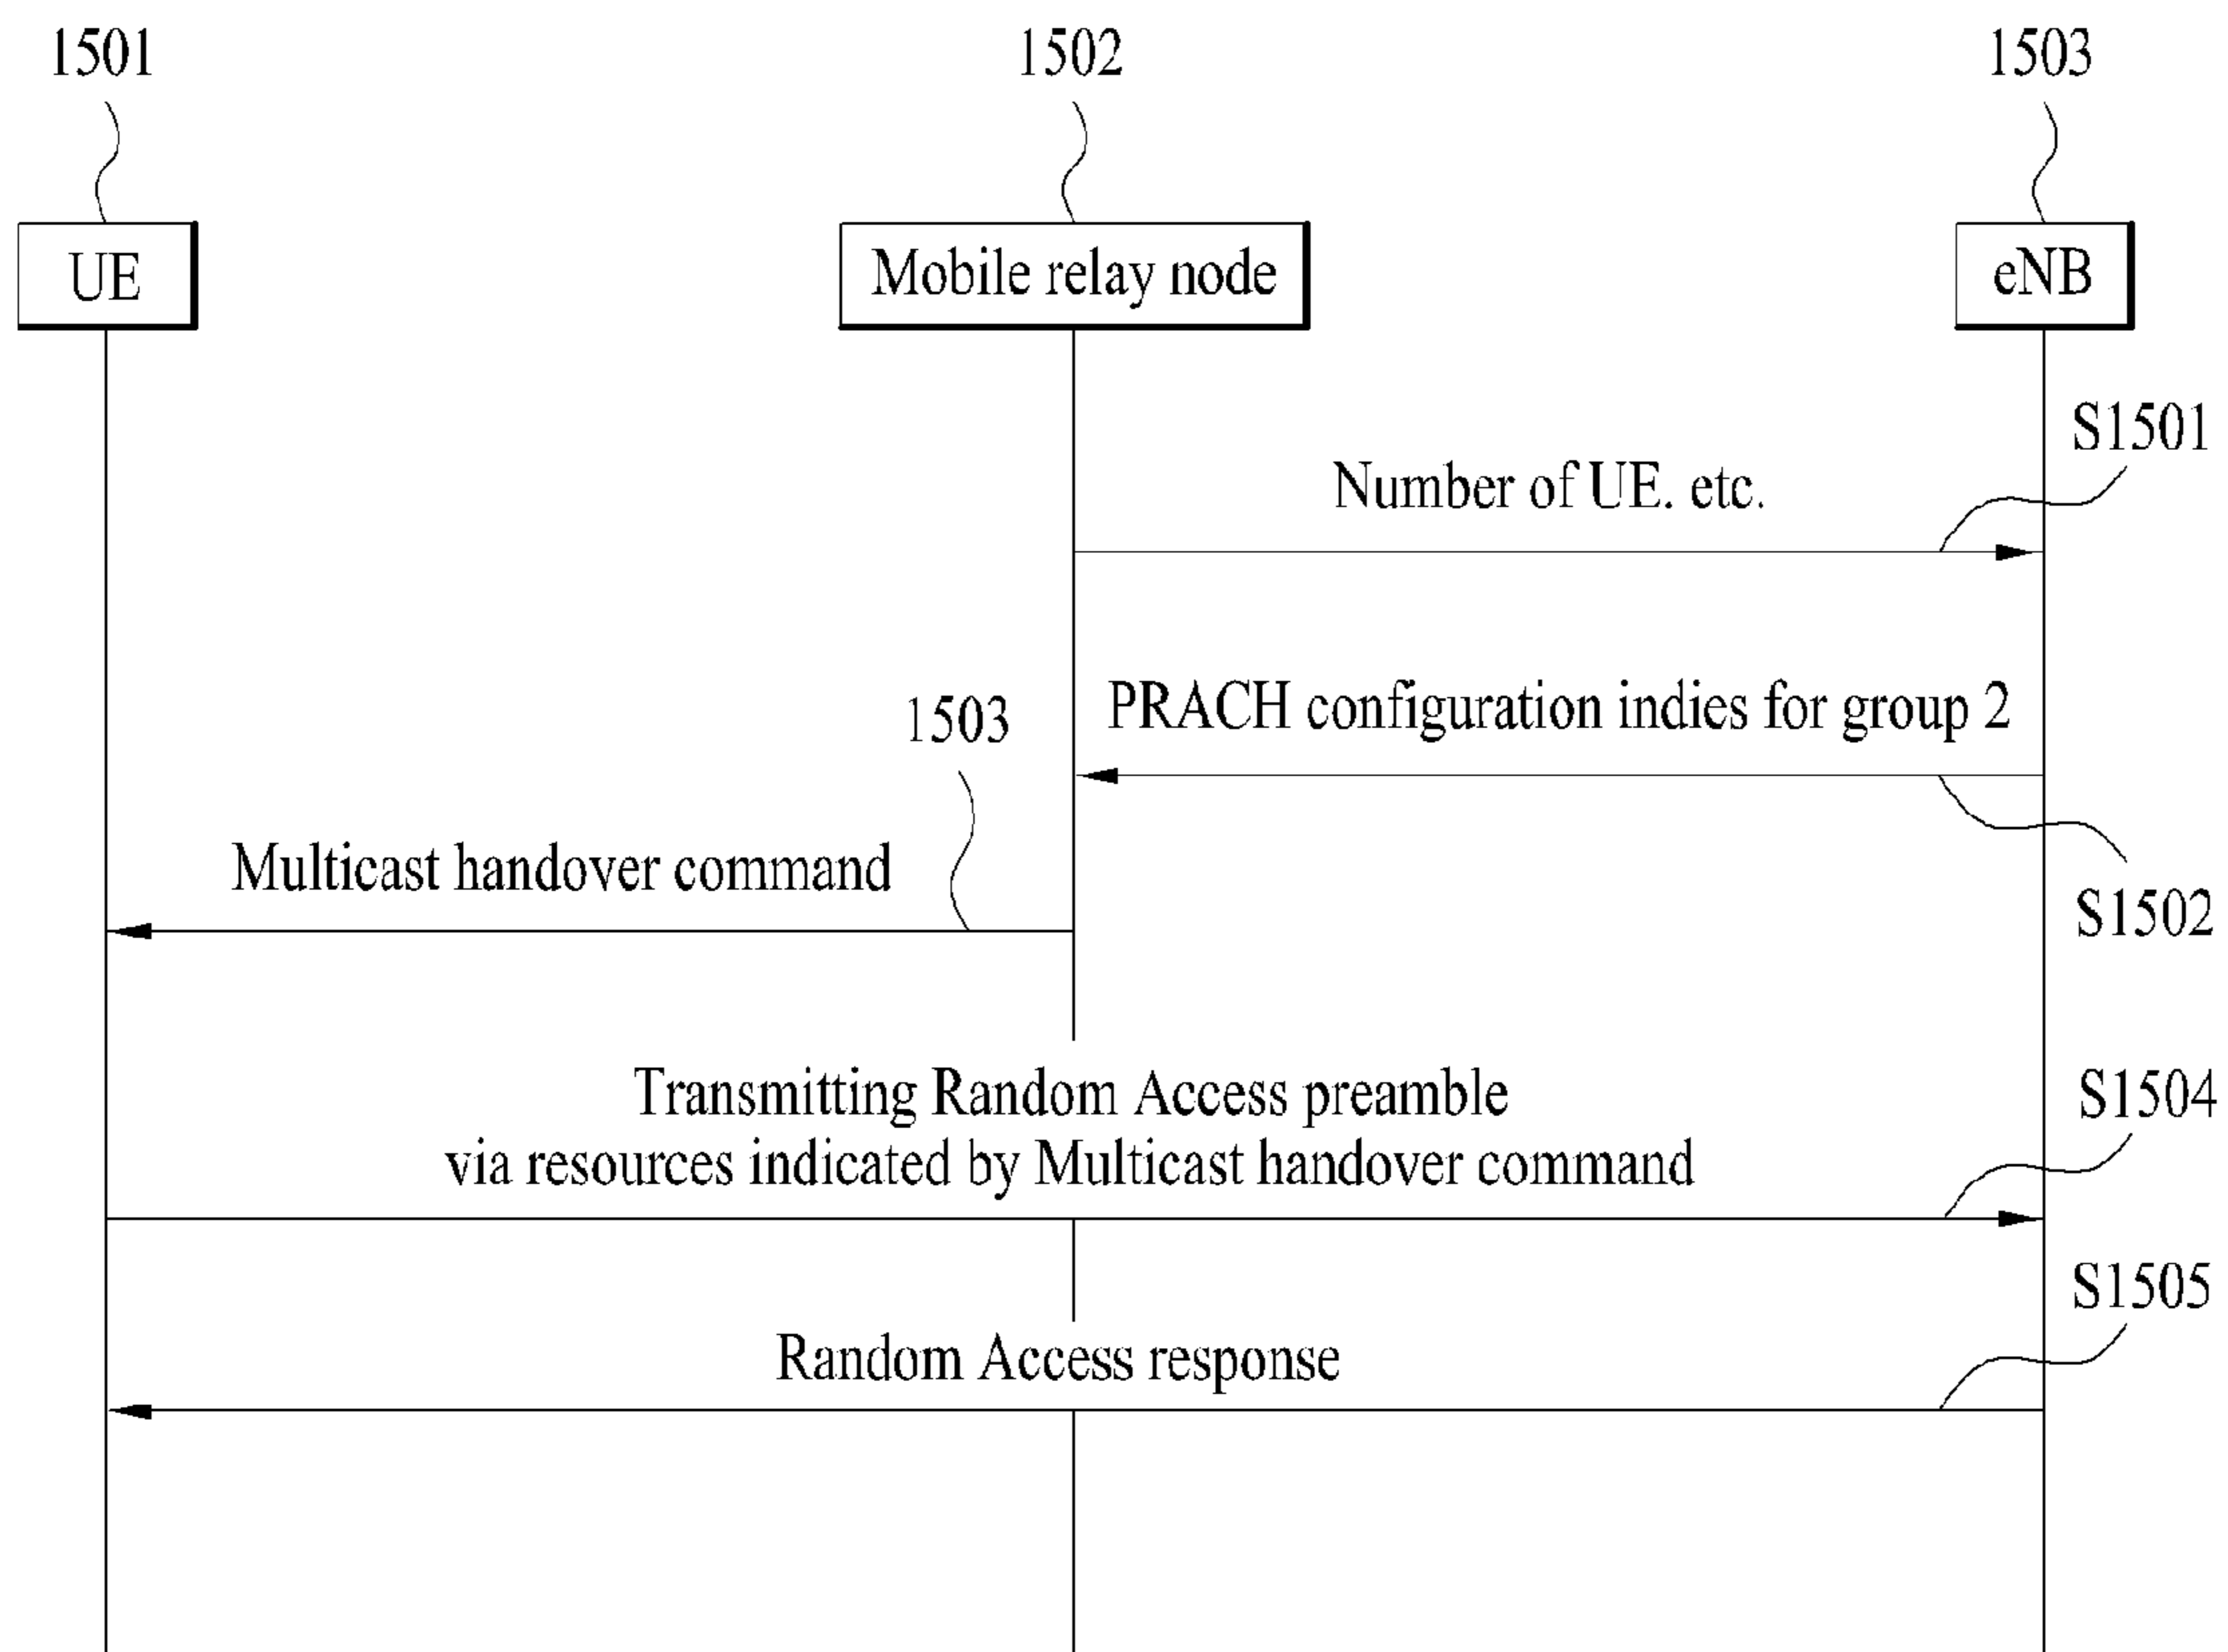 1501
1502
1503
UE
Mobile relay node
eNB
S1501
Number of UE. etc.
PRACH configuration indies for group 2
1503
Multicast handover command
S1502
Transmitting Random Access preamble
via resources indicated by Multicast handover command
S1504
S1505
Random Access response